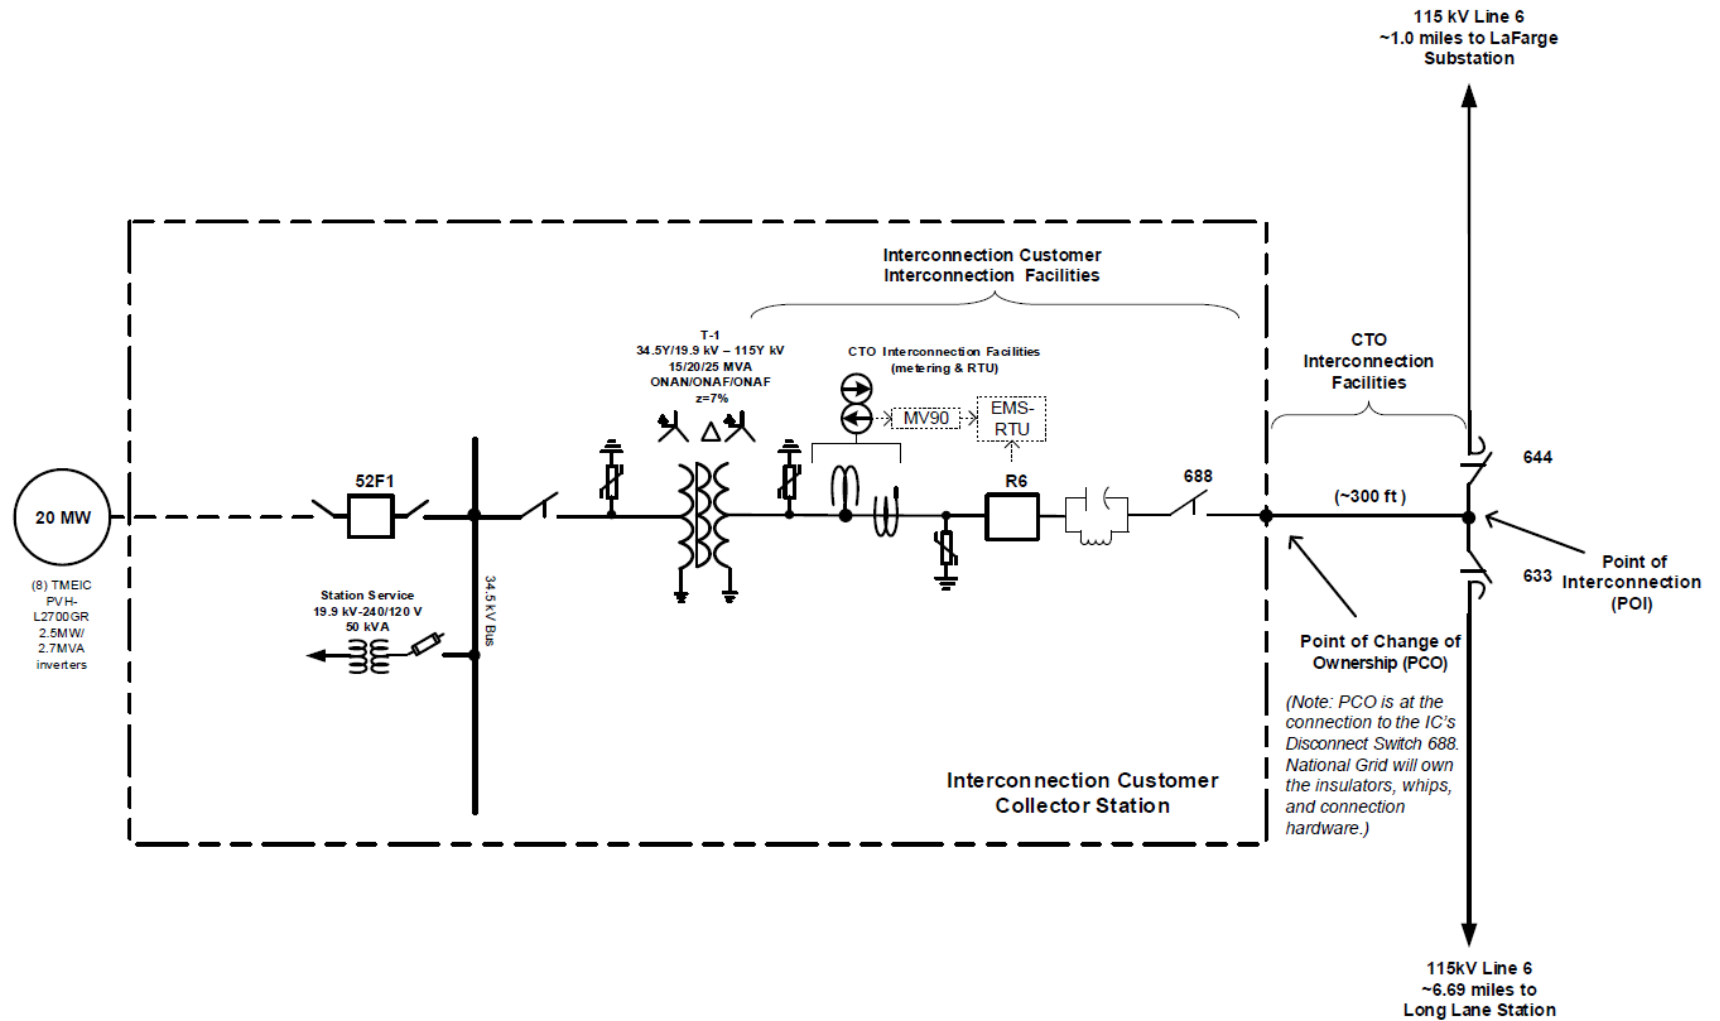 115 kV Line 6
~1.0 miles to LaFarge
Substation
Interconnection Customer
Interconnection Facilities
T-1
34.5Y/19.9 kV – 115Y kV
15/20/25 MVA
ONAN/ONAF/ONAF
z=7%
CTO Interconnection Facilities
(metering & RTU)
MV90
EMS-
RTU
CTO
Interconnection
Facilities
644
52F1
R6
688
(~300 ft )
20 MW
(8) TMEIC
PVH-
L2700GR
2.5MW/
2.7MVA
inverters
Station Service
19.9 kV-240/120 V
50 kVA
34.5 kV Bus
633
Point of
Interconnection
(POI)
Point of Change of
Ownership (PCO)
(Note: PCO is at the
connection to the IC's
Disconnect Switch 688.
National Grid will own
the insulators, whips,
and connection
hardware.)
Interconnection Customer
Collector Station
115kV Line 6
~6.69 miles to
Long Lane Station